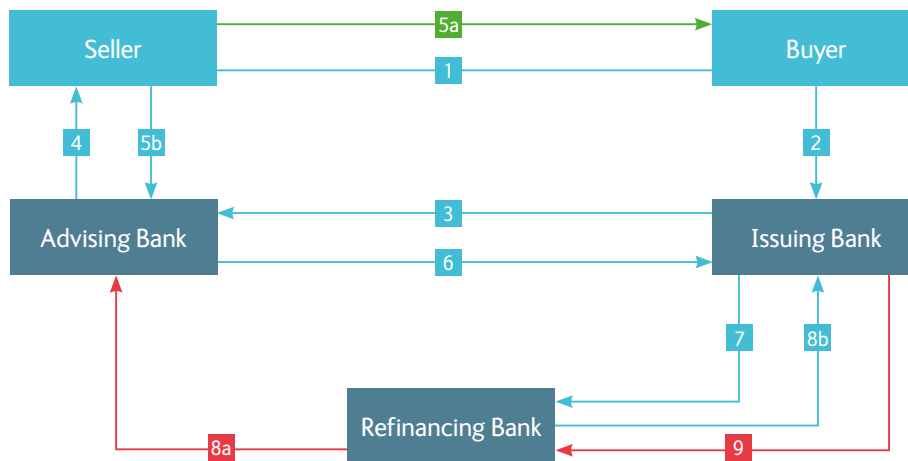 5a
Seller
Buyer
1
4
5b
2
3
Advising Bank
Issuing Bank
6
7
8b
Refinancing Bank
8a
9